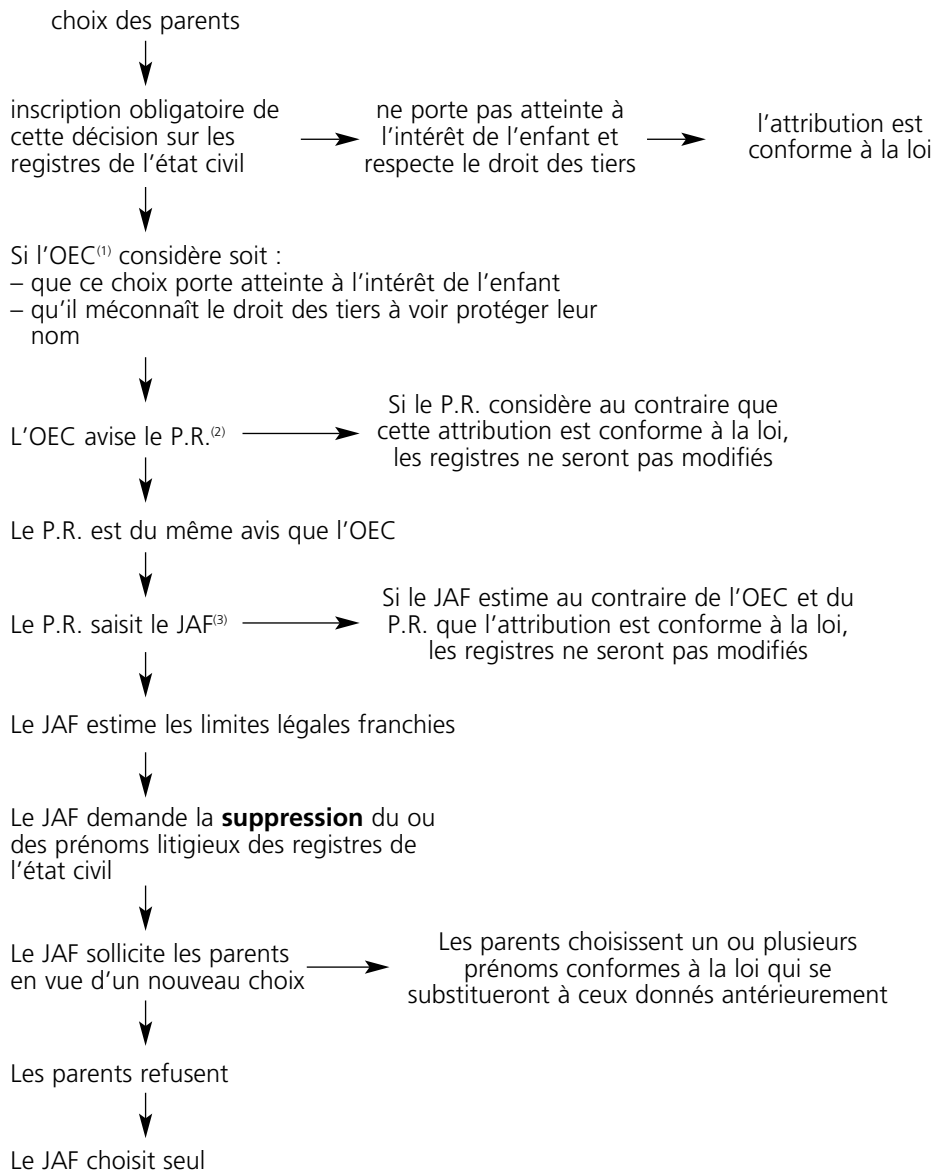 choix des parents
inscription obligatoire de
cette décision sur les
registres de l'état civil
ne porte pas atteinte à
l'intérêt de l'enfant et
respecte le droit des tiers
l'attribution est
conforme à la loi
Si l'OEC(1) considère soit :
– que ce choix porte atteinte à l'intérêt de l'enfant
– qu'il méconnaît le droit des tiers à voir protéger leur
nom
L'OEC avise le P.R.(2)
Si le P.R. considère au contraire que
cette attribution est conforme à la loi,
les registres ne seront pas modifiés
Le P.R. est du même avis que l'OEC
Le P.R. saisit le JAF(3)
Si le JAF estime au contraire de l'OEC et du
P.R. que l'attribution est conforme à la loi,
les registres ne seront pas modifiés
Le JAF estime les limites légales franchies
Le JAF demande la suppression du ou
des prénoms litigieux des registres de
l'état civil
Le JAF sollicite les parents
en vue d'un nouveau choix
Les parents choisissent un ou plusieurs
prénoms conformes à la loi qui se
substitueront à ceux donnés antérieurement
Les parents refusent
Le JAF choisit seul